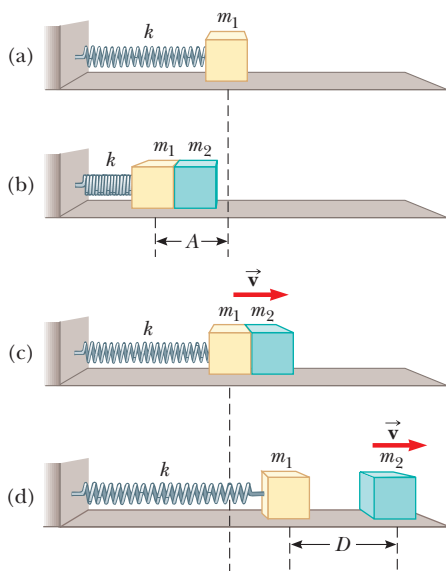 k m₁
(a)
k m₁ m₂
(b)
A
v⃗
k m₁ m₂
(c)
v⃗
k m₁ m₂
(d)
D